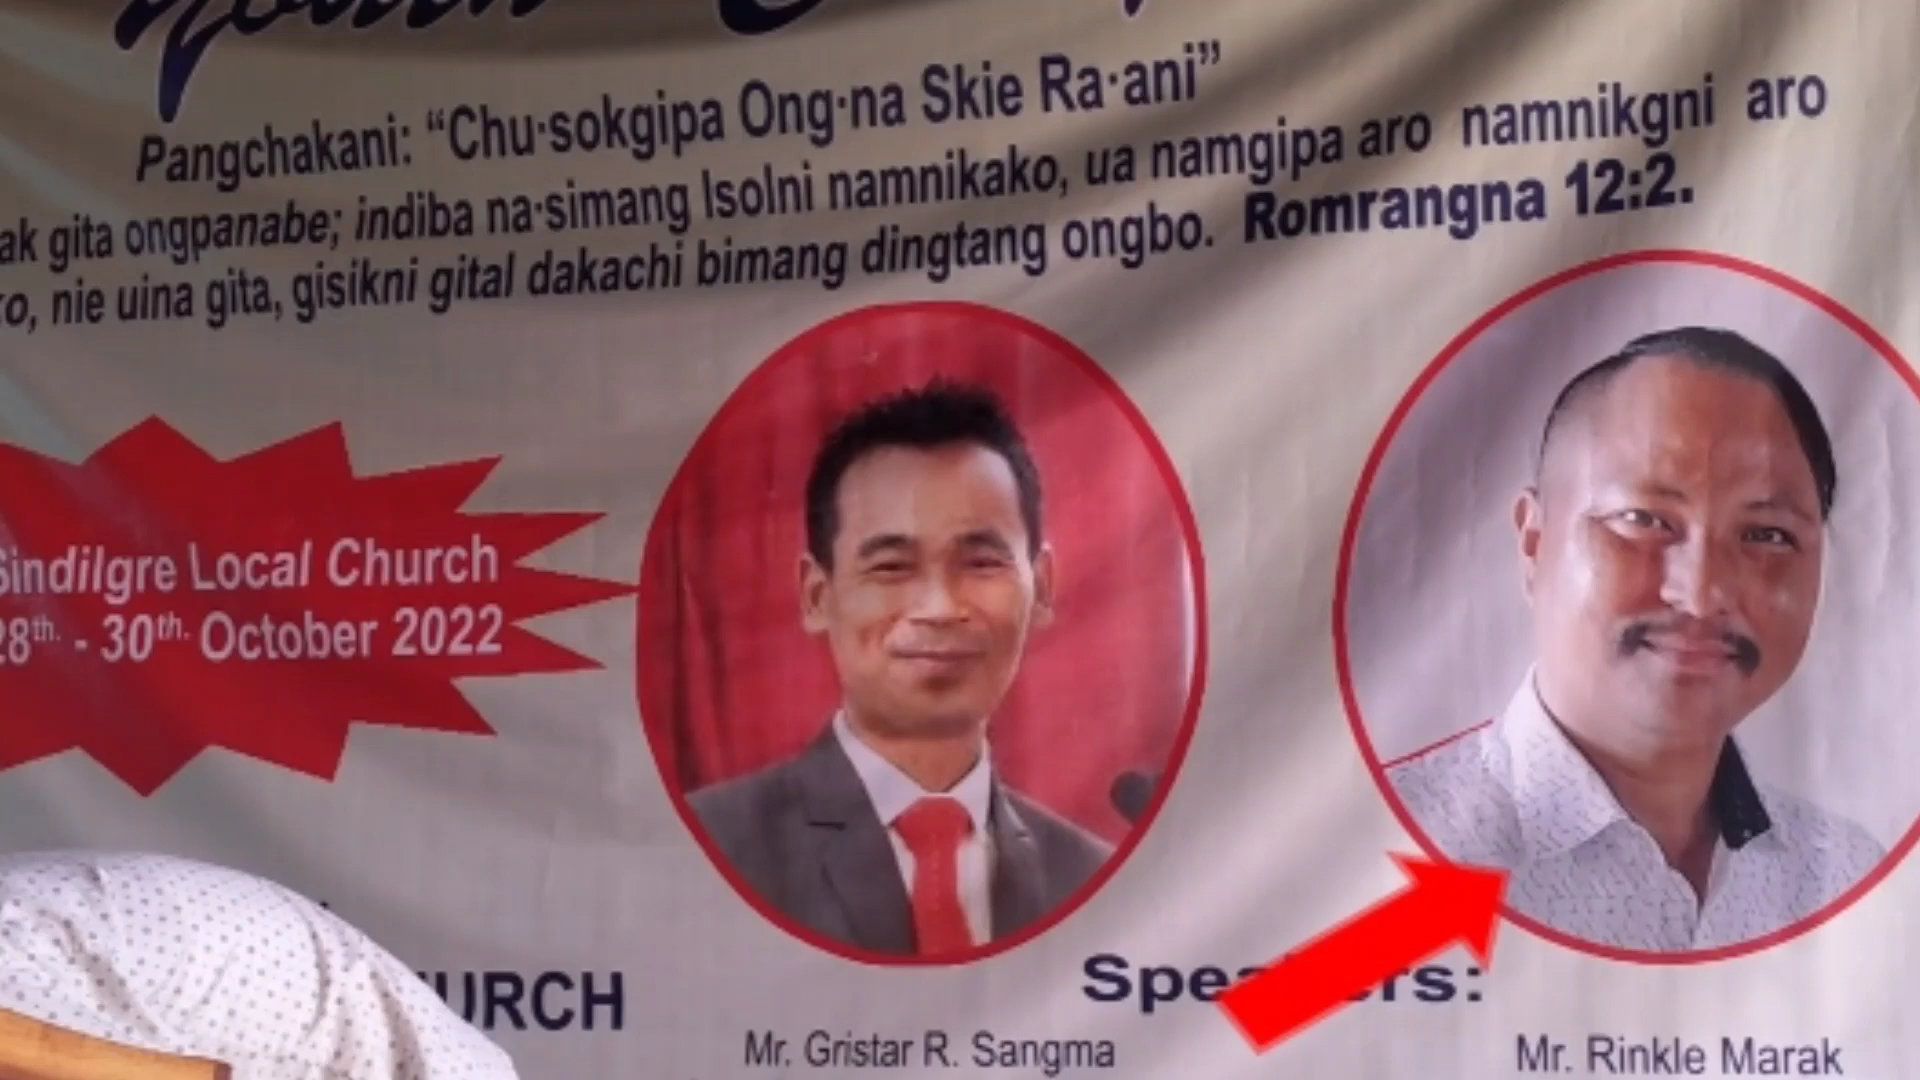 Pangchakani: “Chu·sokgipa Ong·na Skie Ra·ani”
ak gita ongpanabe; indiba na·simang Isolni namnikako, ua namgipa aro namnikgni aro
o, nie uina gita, gisikni gital dakachi bimang dingtang ongbo. Romrangna 12:2.
Sindilgre Local Church
28th. - 30th. October 2022
URCH
Speakers:
Mr. Gristar R. Sangma
Mr. Rinkle Marak